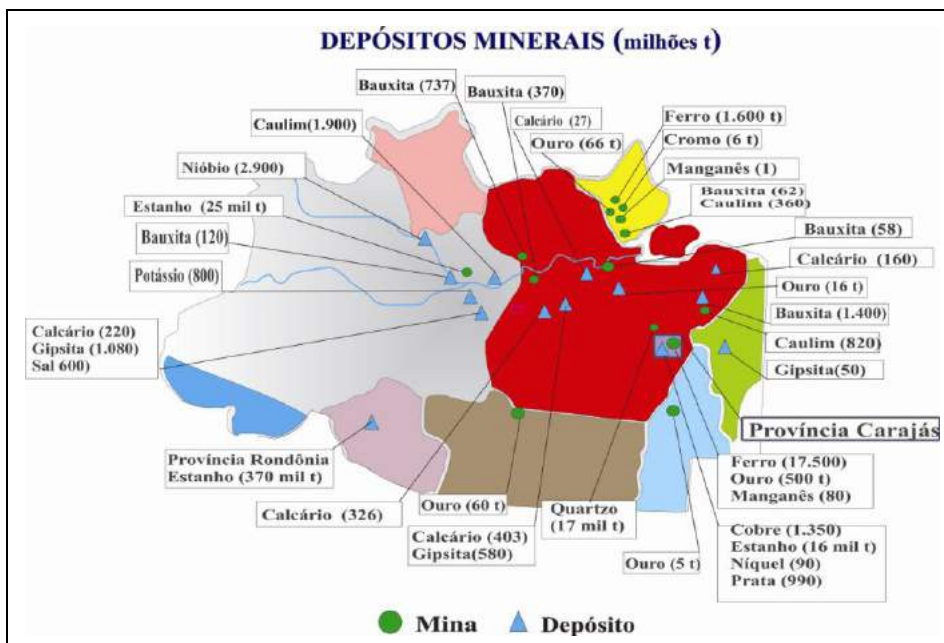 DEPÓSITOS MINERAIS (milhões t)
Bauxita (737)
Bauxita (370)
Calcário (27)
Ouro (66 t)
Ferro (1.600 t)
Cromo (6 t)
Manganês (1)
Bauxita (62)
Caulim (360)
Caulim(1.900)
Nióbio (2.900)
Estanho (25 mil t)
Bauxita (120)
Potássio (800)
Bauxita (58)
Calcário (160)
Ouro (16 t)
Bauxita (1.400)
Caulim (820)
Gipsita(50)
Calcário (220)
Gipsita (1.080)
Sal 600)
Província Carajás
Província Rondônia
Estanho (370 mil t)
Ferro (17.500)
Ouro (500 t)
Manganês (80)
Calcário (326)
Ouro (60 t)
Quartzo
(17 mil t)
Calcário (403)
Gipsita(580)
Ouro (5 t)
Cobre (1.350)
Estanho (16 mil t)
Níquel (90)
Prata (990)
Mina
Depósito